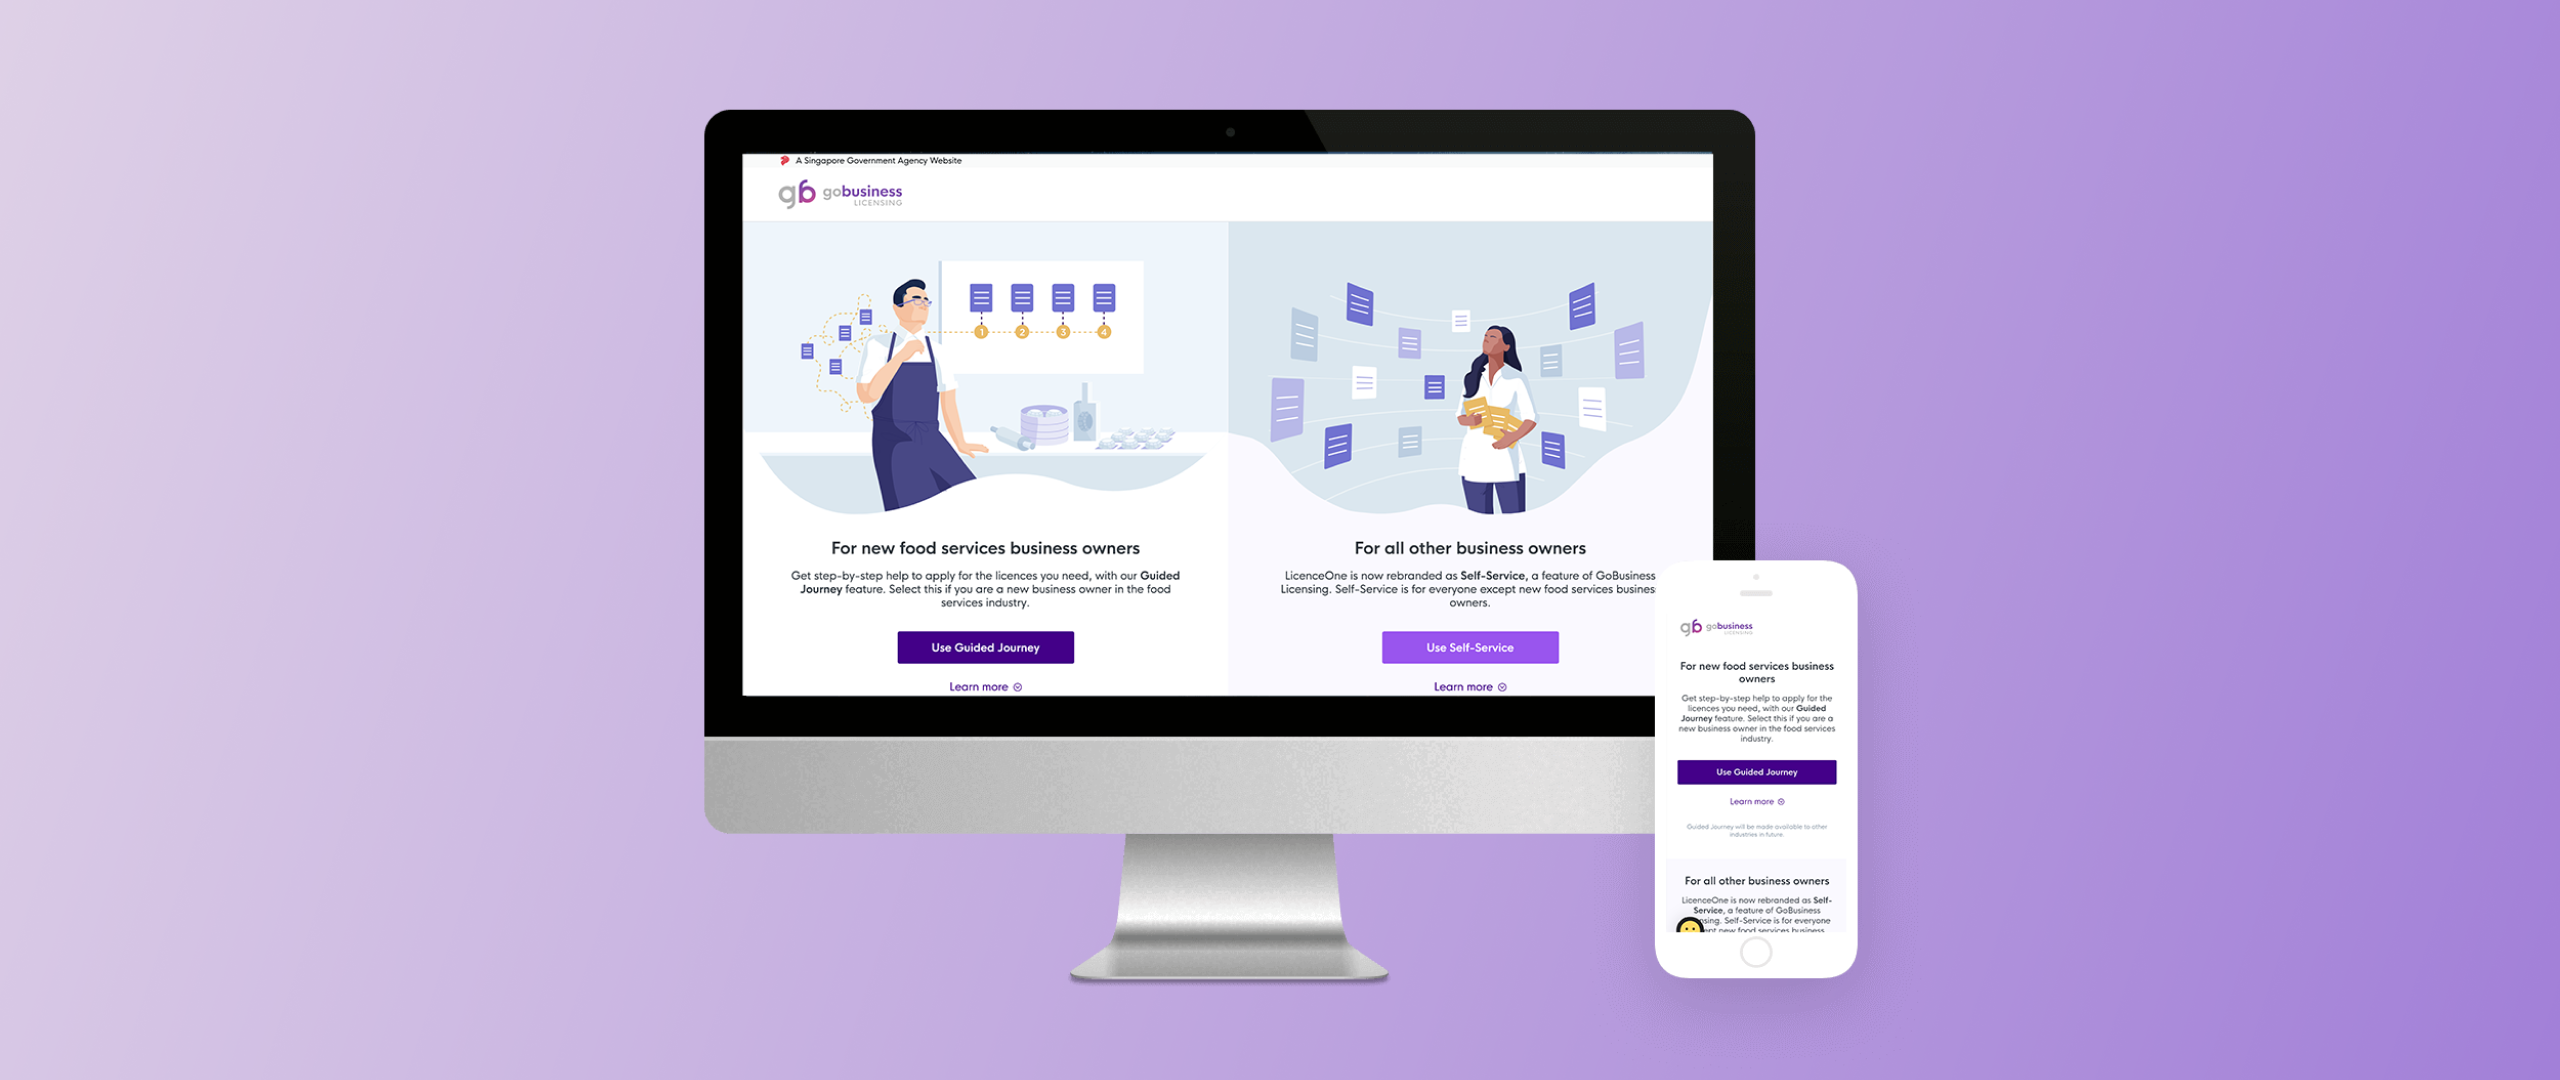 A Singapore Government Agency Website
gb gobusiness
LICENSING
1 2 3 4
For new food services business owners
Get step-by-step help to apply for the licences you need, with our Guided
Journey feature. Select this if you are a new business owner in the food
services industry.
Use Guided Journey
Learn more
For all other business owners
LicenceOne is now rebranded as Self-Service, a feature of GoBusiness
Licensing. Self-Service is for everyone except new food services busines
owners.
Use Self-Service
Learn more
gb gobusiness
LICENSING
For new food services business
owners
Get step-by-step help to apply for the
licences you need, with our Guided
Journey feature. Select this if you are a
new business owner in the food services
industry.
Use Guided Journey
Learn more
Guided Journey will be made available to other
industries in future.
For all other business owners
LicenceOne is now rebranded as Self-
Service, a feature of GoBusiness
nsing. Self-Service is for everyone
ept new food services business